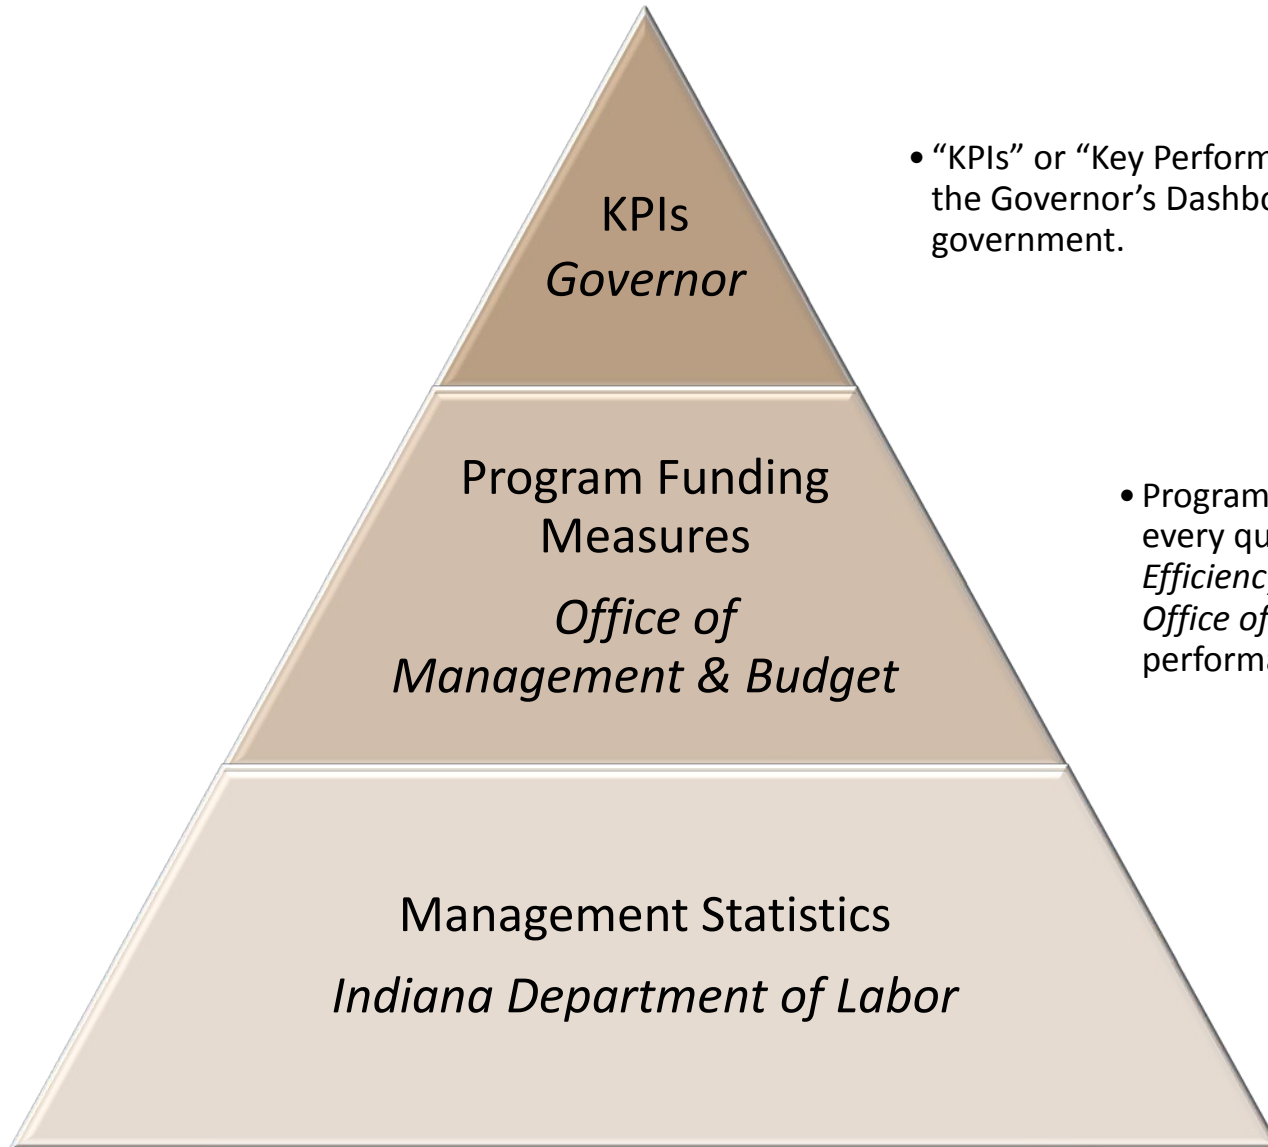 KPIs
Governor
• “KPIs” or “Key Perform
the Governor’s Dashbo
government.
Program Funding
Measures
Office of
Management & Budget
• Program
every qu
Efficienc
Office of
perform
Management Statistics
Indiana Department of Labor